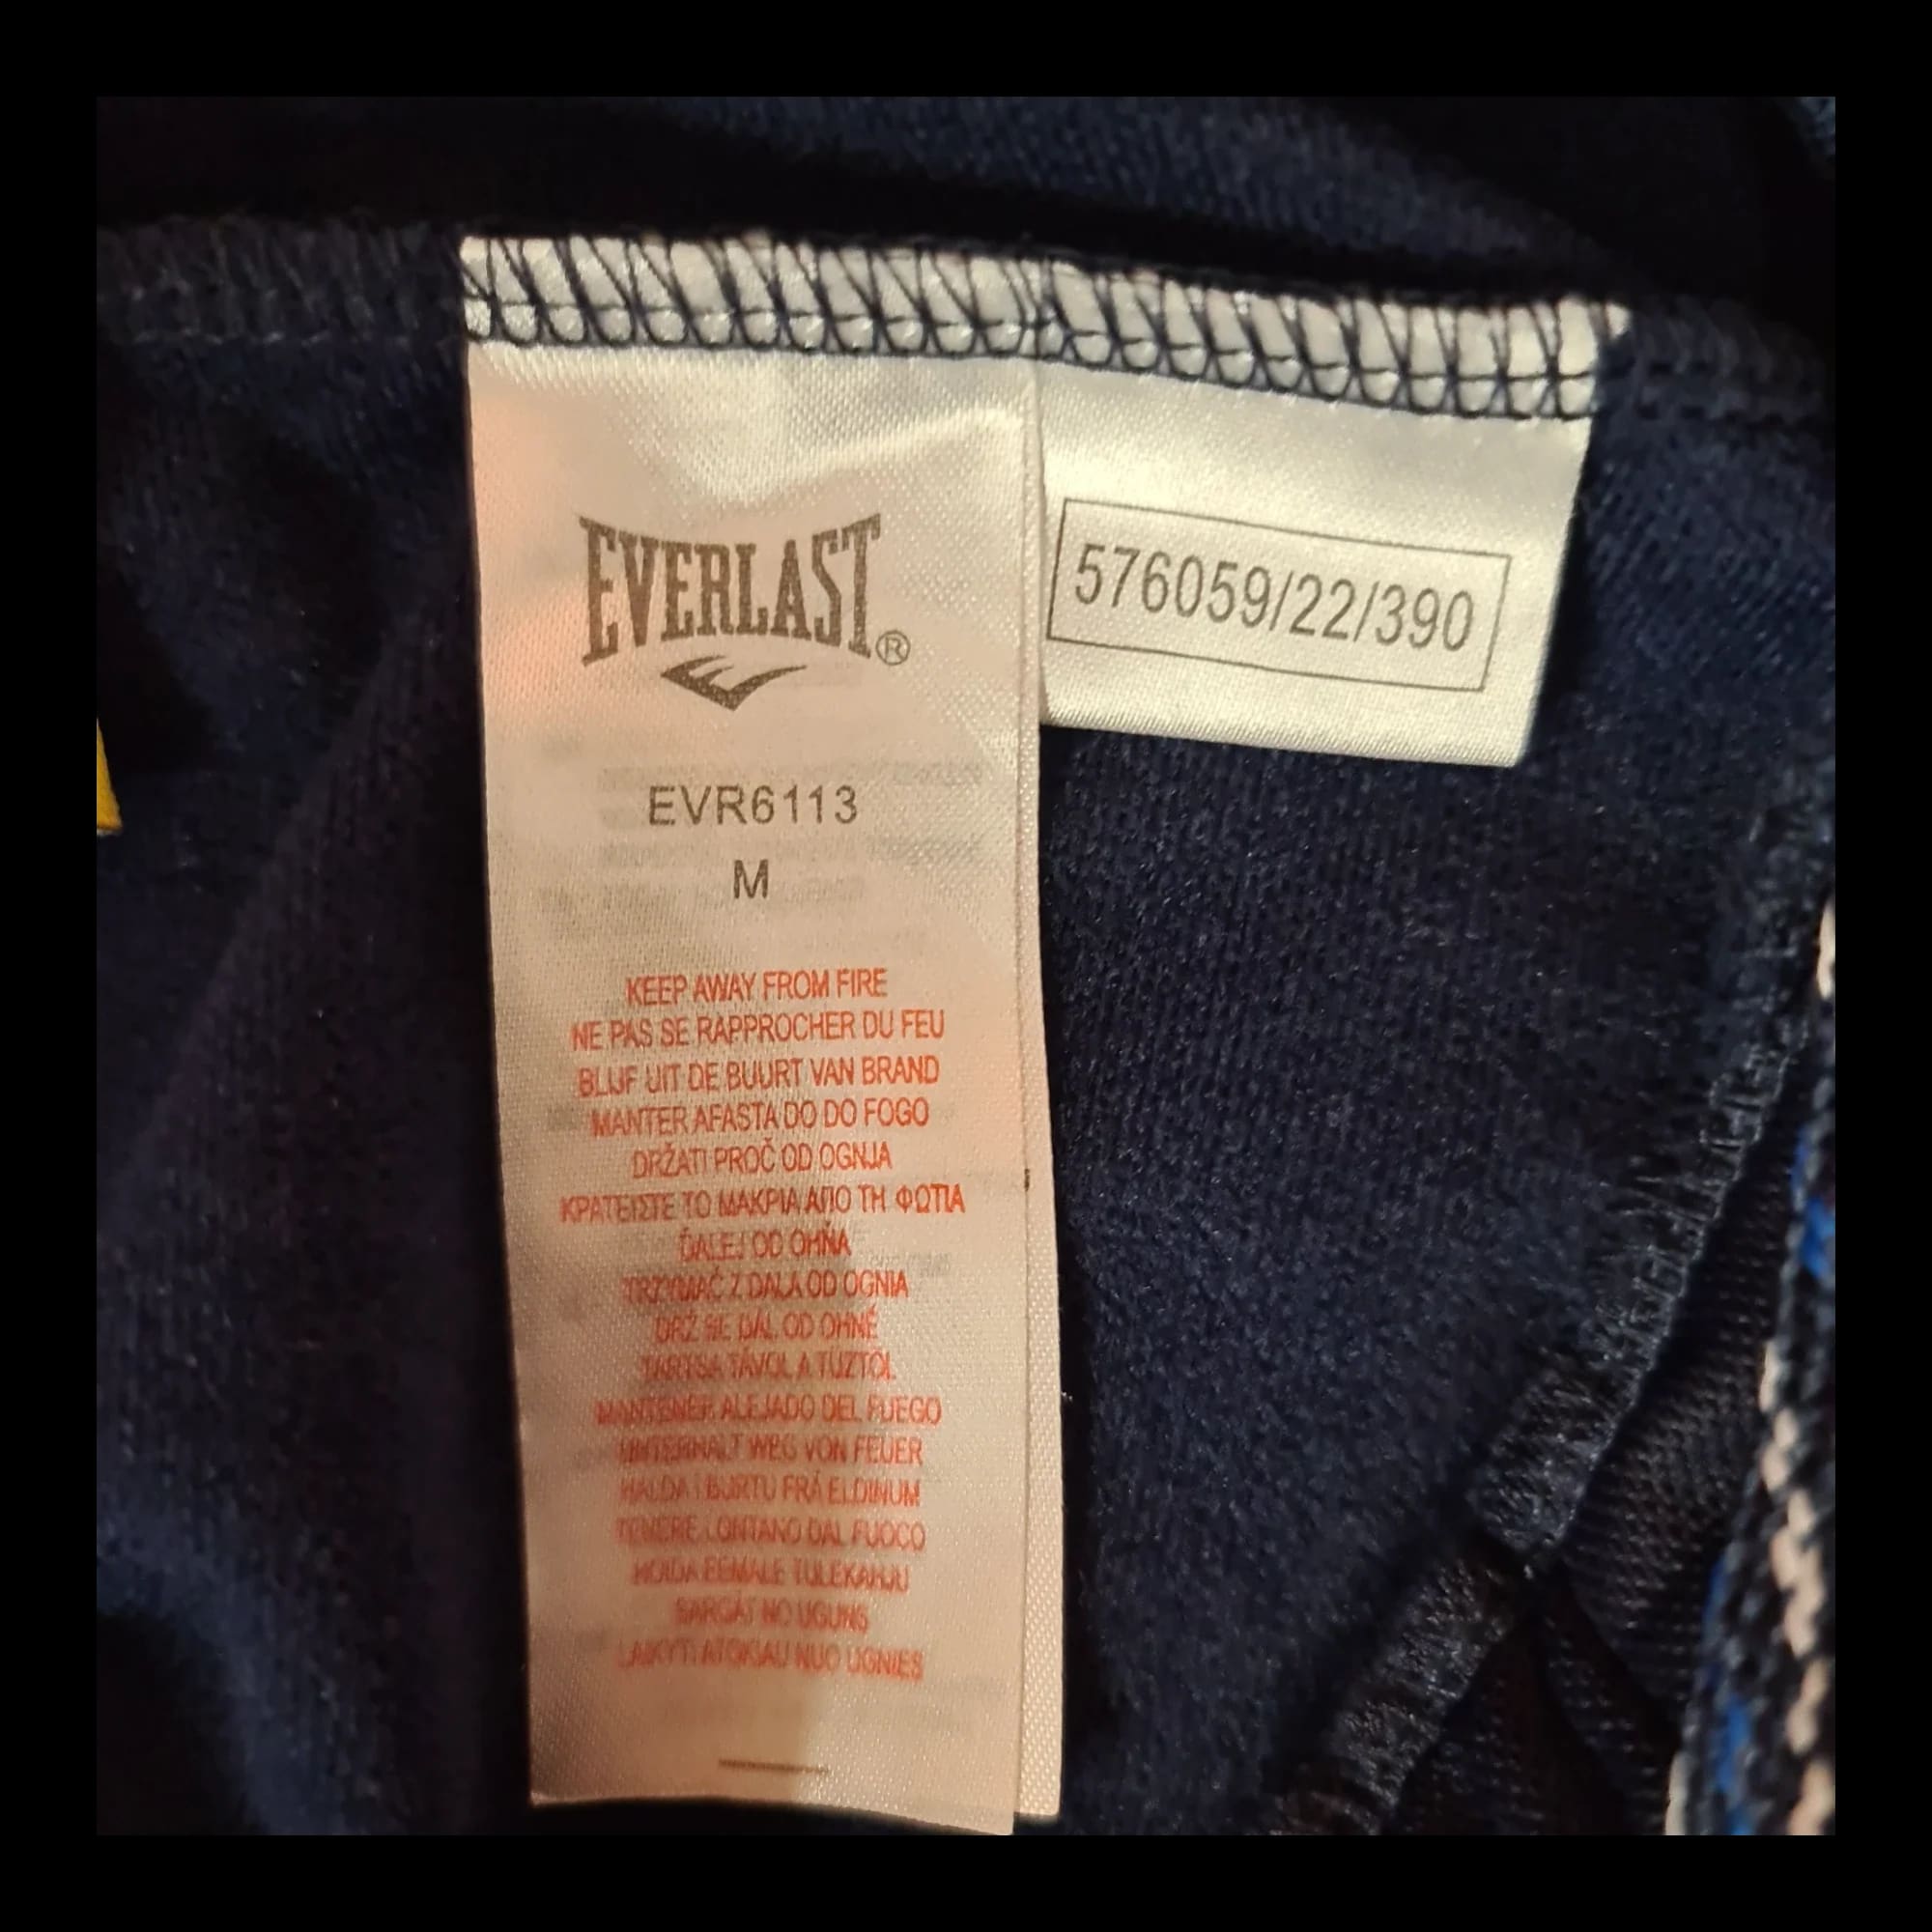 EVERLAST®
576059/22/390
EVR6113
M
KEEP AWAY FROM FIRE
NE PAS SE RAPPROCHER DU FEU
BLIJF UIT DE BUURT VAN BRAND
MANTER AFASTA DO DO FOGO
DRŽATI PROČ OD OGNJA
ΚΡΑΤΕΙΣΤΕ ΤΟ ΜΑΚΡΙΑ ΑΠΟ ΤΗ ΦΩΤΙΑ
ĎALEJ OD OHŇA
TRZYMAĆ Z DALA OD OGNIA
DRŽ SE DÁL OD OHNĚ
TARTSA TÁVOL A TŰZTŐL
MANTENER ALEJADO DEL FUEGO
UNTERHALT WEG VON FEUER
HALDA Í BURTU FRÁ ELDINUM
TENERE LONTANO DAL FUOCO
HOIDA EEMALE TULEKAHJU
SARGĀT NO UGUNS
LAIKYTI ATOKIAU NUO UGNIES